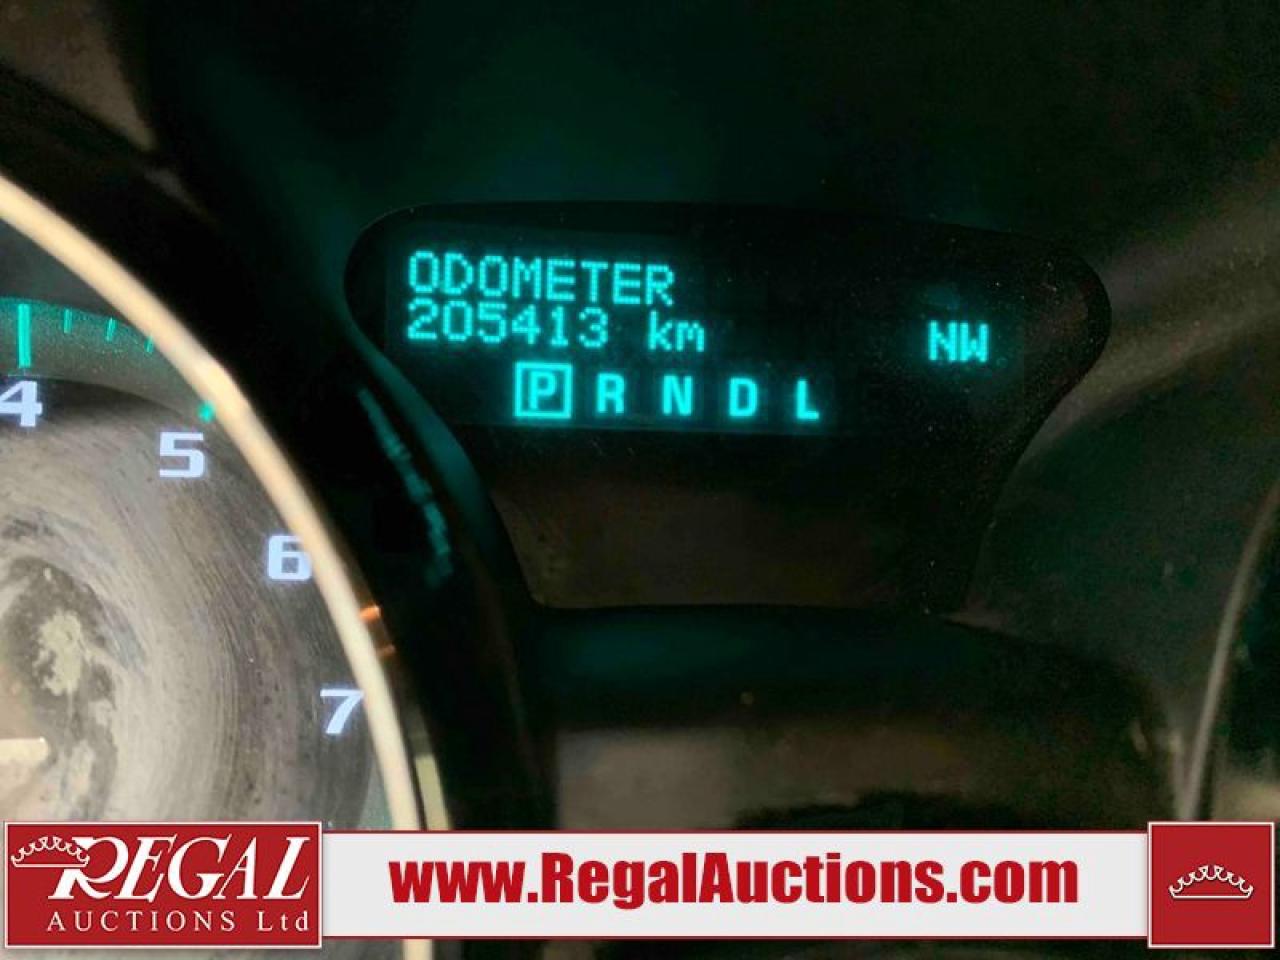 ODOMETER
205413 km
NW
P R N D L
4
5
6
7
REGAL
AUCTIONS Ltd
www.RegalAuctions.com